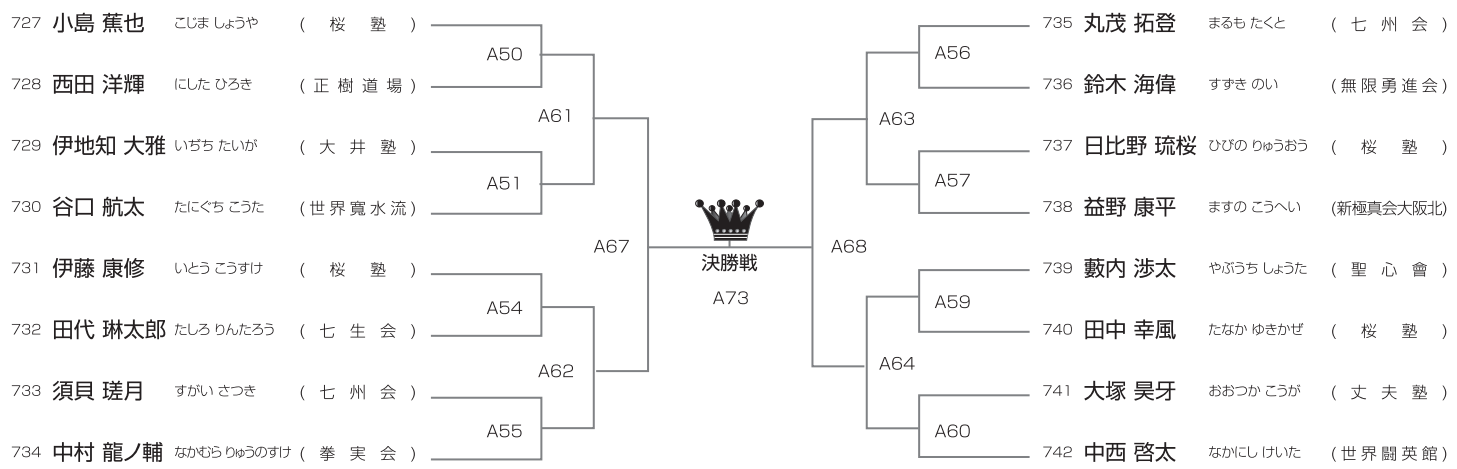 727 小島 蕉也 こじま しょうや ( 桜 塾 )
A50
728 西田 洋輝 にした ひろき ( 正 樹 道 場 )
A61
729 伊地知 大雅 いぢち たいが ( 大 井 塾 )
A51
730 谷口 航太 たにぐち こうた ( 世 界 寛 水 流 )
A67
731 伊藤 康修 いとう こうすけ ( 桜 塾 )
A54
732 田代 琳太郎 たしろ りんたろう ( 七 生 会 )
A62
733 須貝 瑳月 すがい さつき ( 七 州 会 )
A55
734 中村 龍ノ輔 なかむら りゅうのすけ ( 拳 実 会 )
決勝戦
A73
735 丸茂 拓登 まるも たくと ( 七 州 会 )
A56
736 鈴木 海偉 すずき のい ( 無 限 勇 進 会 )
A63
737 日比野 琉桜 ひびの りゅうおう ( 桜 塾 )
A57
738 益野 康平 ますの こうへい (新極真会大阪北)
A68
739 藪内 渉太 やぶうち しょうた ( 聖 心 會 )
A59
740 田中 幸風 たなか ゆきかぜ ( 桜 塾 )
A64
741 大塚 昊牙 おおつか こうが ( 丈 夫 塾 )
A60
742 中西 啓太 なかにし けいた ( 世 界 闘 英 館 )